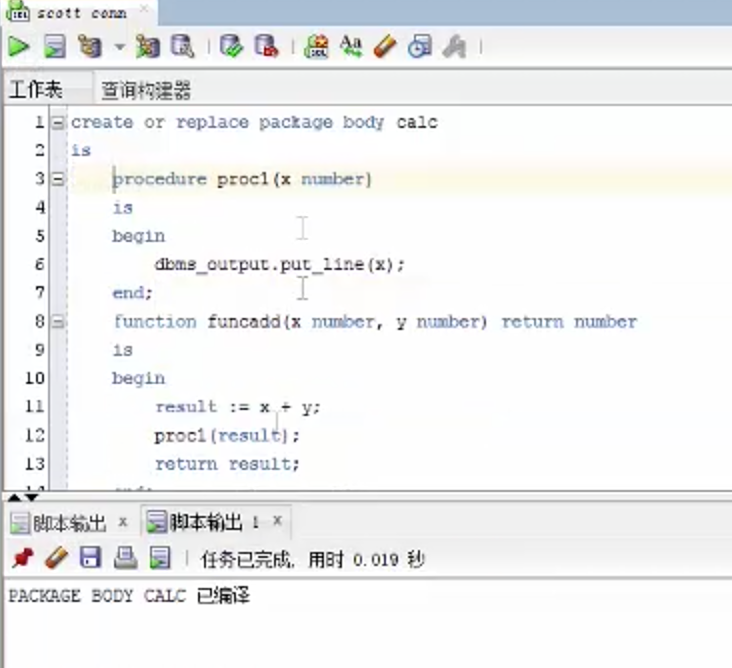 scott conn
工作表 查询构建器
1 create or replace package body calc
2 is
3 procedure proc1(x number)
4 is
5 begin
6 dbms_output.put_line(x);
7 end;
8 function funcadd(x number, y number) return number
9 is
10 begin
11 result := x + y;
12 proc1(result);
13 return result;
脚本输出 x 脚本输出 1 x
任务已完成, 用时 0.019 秒
PACKAGE BODY CALC 已编译